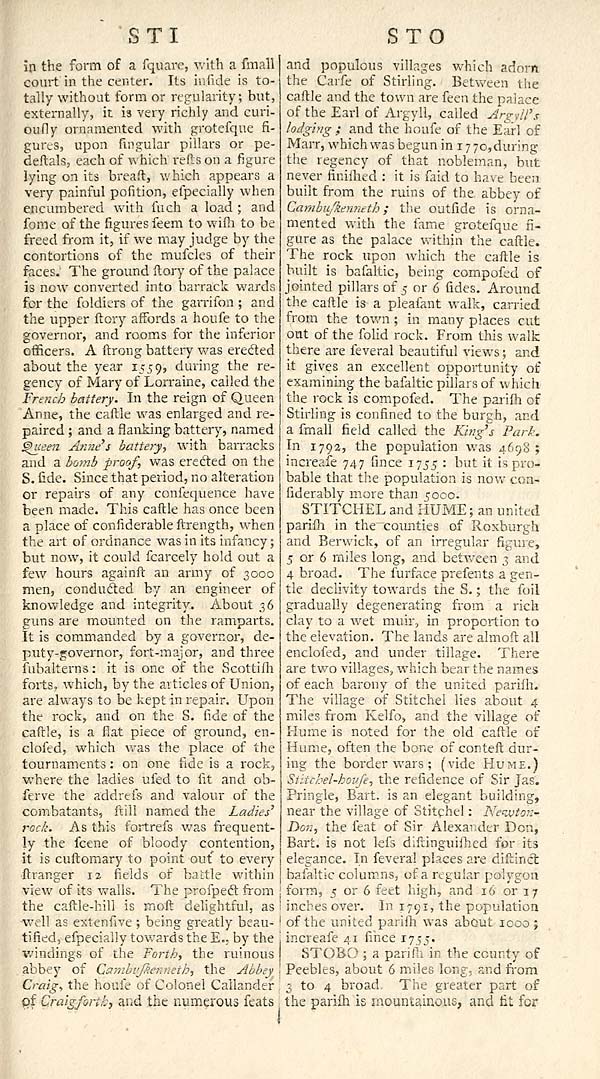 STI
in the form of a ſquare, with a ſmall
court in the center. Its inſide is to-
tally without form or regularity; but,
externally, it is very richly and curi-
ouſly ornamented with groteſque fi-
gures, upon ſingular pillars or pe-
deſtals, each of which reſts on a figure
lying on its breaſt, which appears a
very painful poſition, eſpecially when
encumbered with ſuch a load; and
ſome of the figures ſeem to wiſh to be
freed from it, if we may judge by the
contortions of the muſcles of their
faces. The ground ſtory of the palace
is now converted into barrack wards
for the ſoldiers of the garriſon; and
the upper ſtory affords a houſe to the
governor, and rooms for the inferior
officers. A ſtrong battery was erected
about the year 1559, during the re-
gency of Mary of Lorraine, called the
French battery. In the reign of Queen
Anne, the caſtle was enlarged and re-
paired; and a flanking battery, named
Queen Anne's battery, with barracks
and a bomb proof, was erected on the
S. ſide. Since that period, no alteration
or repairs of any conſequence have
been made. This caſtle has once been
a place of conſiderable ſtrength, when
the art of ordnance was in its infancy;
but now, it could ſcarcely hold out a
few hours againſt an army of 3000
men, conducted by an engineer of
knowledge and integrity. About 36
guns are mounted on the ramparts.
It is commanded by a governor, de-
puty-governor, fort-major, and three
ſubalterns: it is one of the Scottiſh
forts, which, by the articles of Union,
are always to be kept in repair. Upon
the rock, and on the S. ſide of the
caſtle, is a flat piece of ground, en-
cloſed, which was the place of the
tournaments: on one ſide is a rock,
where the ladies uſed to ſit and ob-
ſerve the addreſs and valour of the
combatants, ſtill named the Ladies'
rock. As this fortreſs was frequent-
ly the ſcene of bloody contention,
it is cuſtomary to point out to every
ſtranger 12 fields of battle within
view of its walls. The proſpect from
the caſtle-hill is moſt delightful, as
well as extenſive; being greatly beau-
tified, eſpecially towards the E., by the
windings of the Forth, the ruinous
abbey of Cambuſkenneth, the Abbey
Craig, the houſe of Colonel Callander
of Craigforth, and the numerous ſeats
STO
and populous villages which adorn
the Carſe of Stirling. Between the
caſtle and the town are ſeen the palace
of the Earl of Argyll, called Argyll's
lodging; and the houſe of the Earl of
Marr, which was begun in 1770, during
the regency of that nobleman, but
never finiſhed: it is ſaid to have been
built from the ruins of the abbey of
Cambuſkenneth; the outſide is orna-
mented with the ſame groteſque fi-
gure as the palace within the caſtle.
The rock upon which the caſtle is
built is baſaltic, being compoſed of
jointed pillars of 5 or 6 ſides. Around
the caſtle is a pleaſant walk, carried
from the town; in many places cut
out of the ſolid rock. From this walk
there are ſeveral beautiful views; and
it gives an excellent opportunity of
examining the baſaltic pillars of which
the rock is compoſed. The pariſh of
Stirling is confined to the burgh, and
a ſmall field called the King's Park.
In 1792, the population was 4698;
increaſe 747 ſince 1755: but it is pro-
bable that the population is now con-
ſiderably more than 5000.
STITCHEL and HUME; an united
pariſh in the counties of Roxburgh
and Berwick, of an irregular figure,
5 or 6 miles long, and between 3 and
4 broad. The ſurface preſents a gen-
tle declivity towards the S.; the ſoil
gradually degenerating from a rich
clay to a wet muir, in proportion to
the elevation. The lands are almoſt all
encloſed, and under tillage. There
are two villages, which bear the names
of each barony of the united pariſh.
The village of Stitchel lies about 4
miles from Kelſo, and the village of
Hume is noted for the old caſtle of
Hume, often the bone of conteſt dur-
ing the border wars; (vide HUME.)
Stitchel-houſe, the reſidence of Sir Jas.
Pringle, Bart. is an elegant building,
near the village of Stitchel: Newton-
Don, the ſeat of Sir Alexander Don,
Bart. is not leſs diſtinguiſhed for its
elegance. In ſeveral places are diſtinct
baſaltic columns, of a regular polygon
form, 5 or 6 feet high, and 16 or 17
inches over. In 1791, the population
of the united pariſh was about 1000;
increaſe 41 ſince 1755.
STOBO; a pariſh in the county of
Peebles, about 6 miles long, and from
3 to 4 broad. The greater part of
the pariſh is mountainous, and fit for